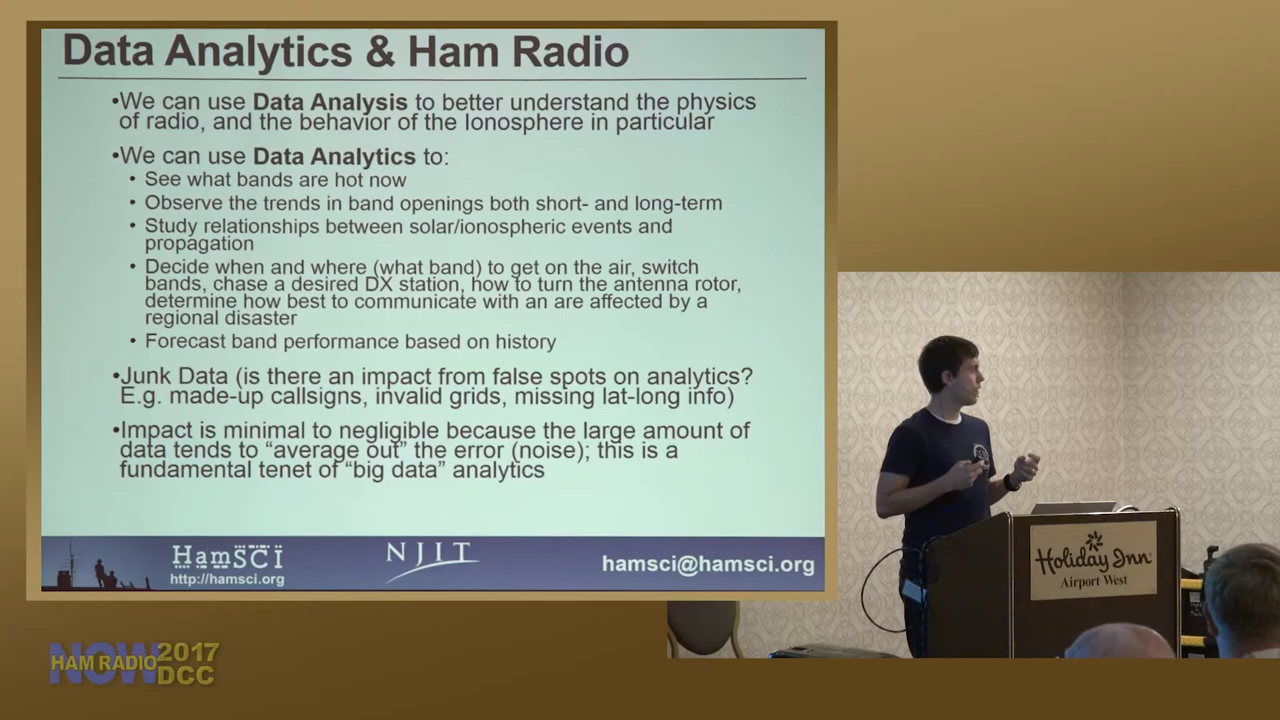 Data Analytics & Ham Radio
•We can use Data Analysis to better understand the physics
of radio, and the behavior of the Ionosphere in particular
•We can use Data Analytics to:
• See what bands are hot now
• Observe the trends in band openings both short- and long-term
• Study relationships between solar/ionospheric events and
propagation
• Decide when and where (what band) to get on the air, switch
bands, chase a desired DX station, how to turn the antenna rotor,
determine how best to communicate with an are affected by a
regional disaster
• Forecast band performance based on history
•Junk Data (is there an impact from false spots on analytics?
E.g. made-up callsigns, invalid grids, missing lat-long info)
•Impact is minimal to negligible because the large amount of
data tends to “average out” the error (noise); this is a
fundamental tenet of “big data” analytics
HamSCI
http://hamsci.org
NJIT
hamsci@hamsci.org
Holiday Inn
Airport West
NOW
HAM RADIO 2017
DCC